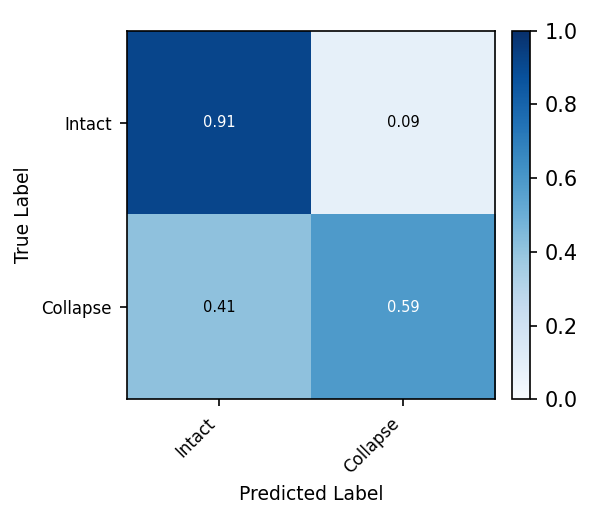 1.0
0.91 0.09
Intact
0.8
0.6
True Label
0.4
0.41 0.59
Collapse
0.2
0.0
Intact
Collapse
Predicted Label